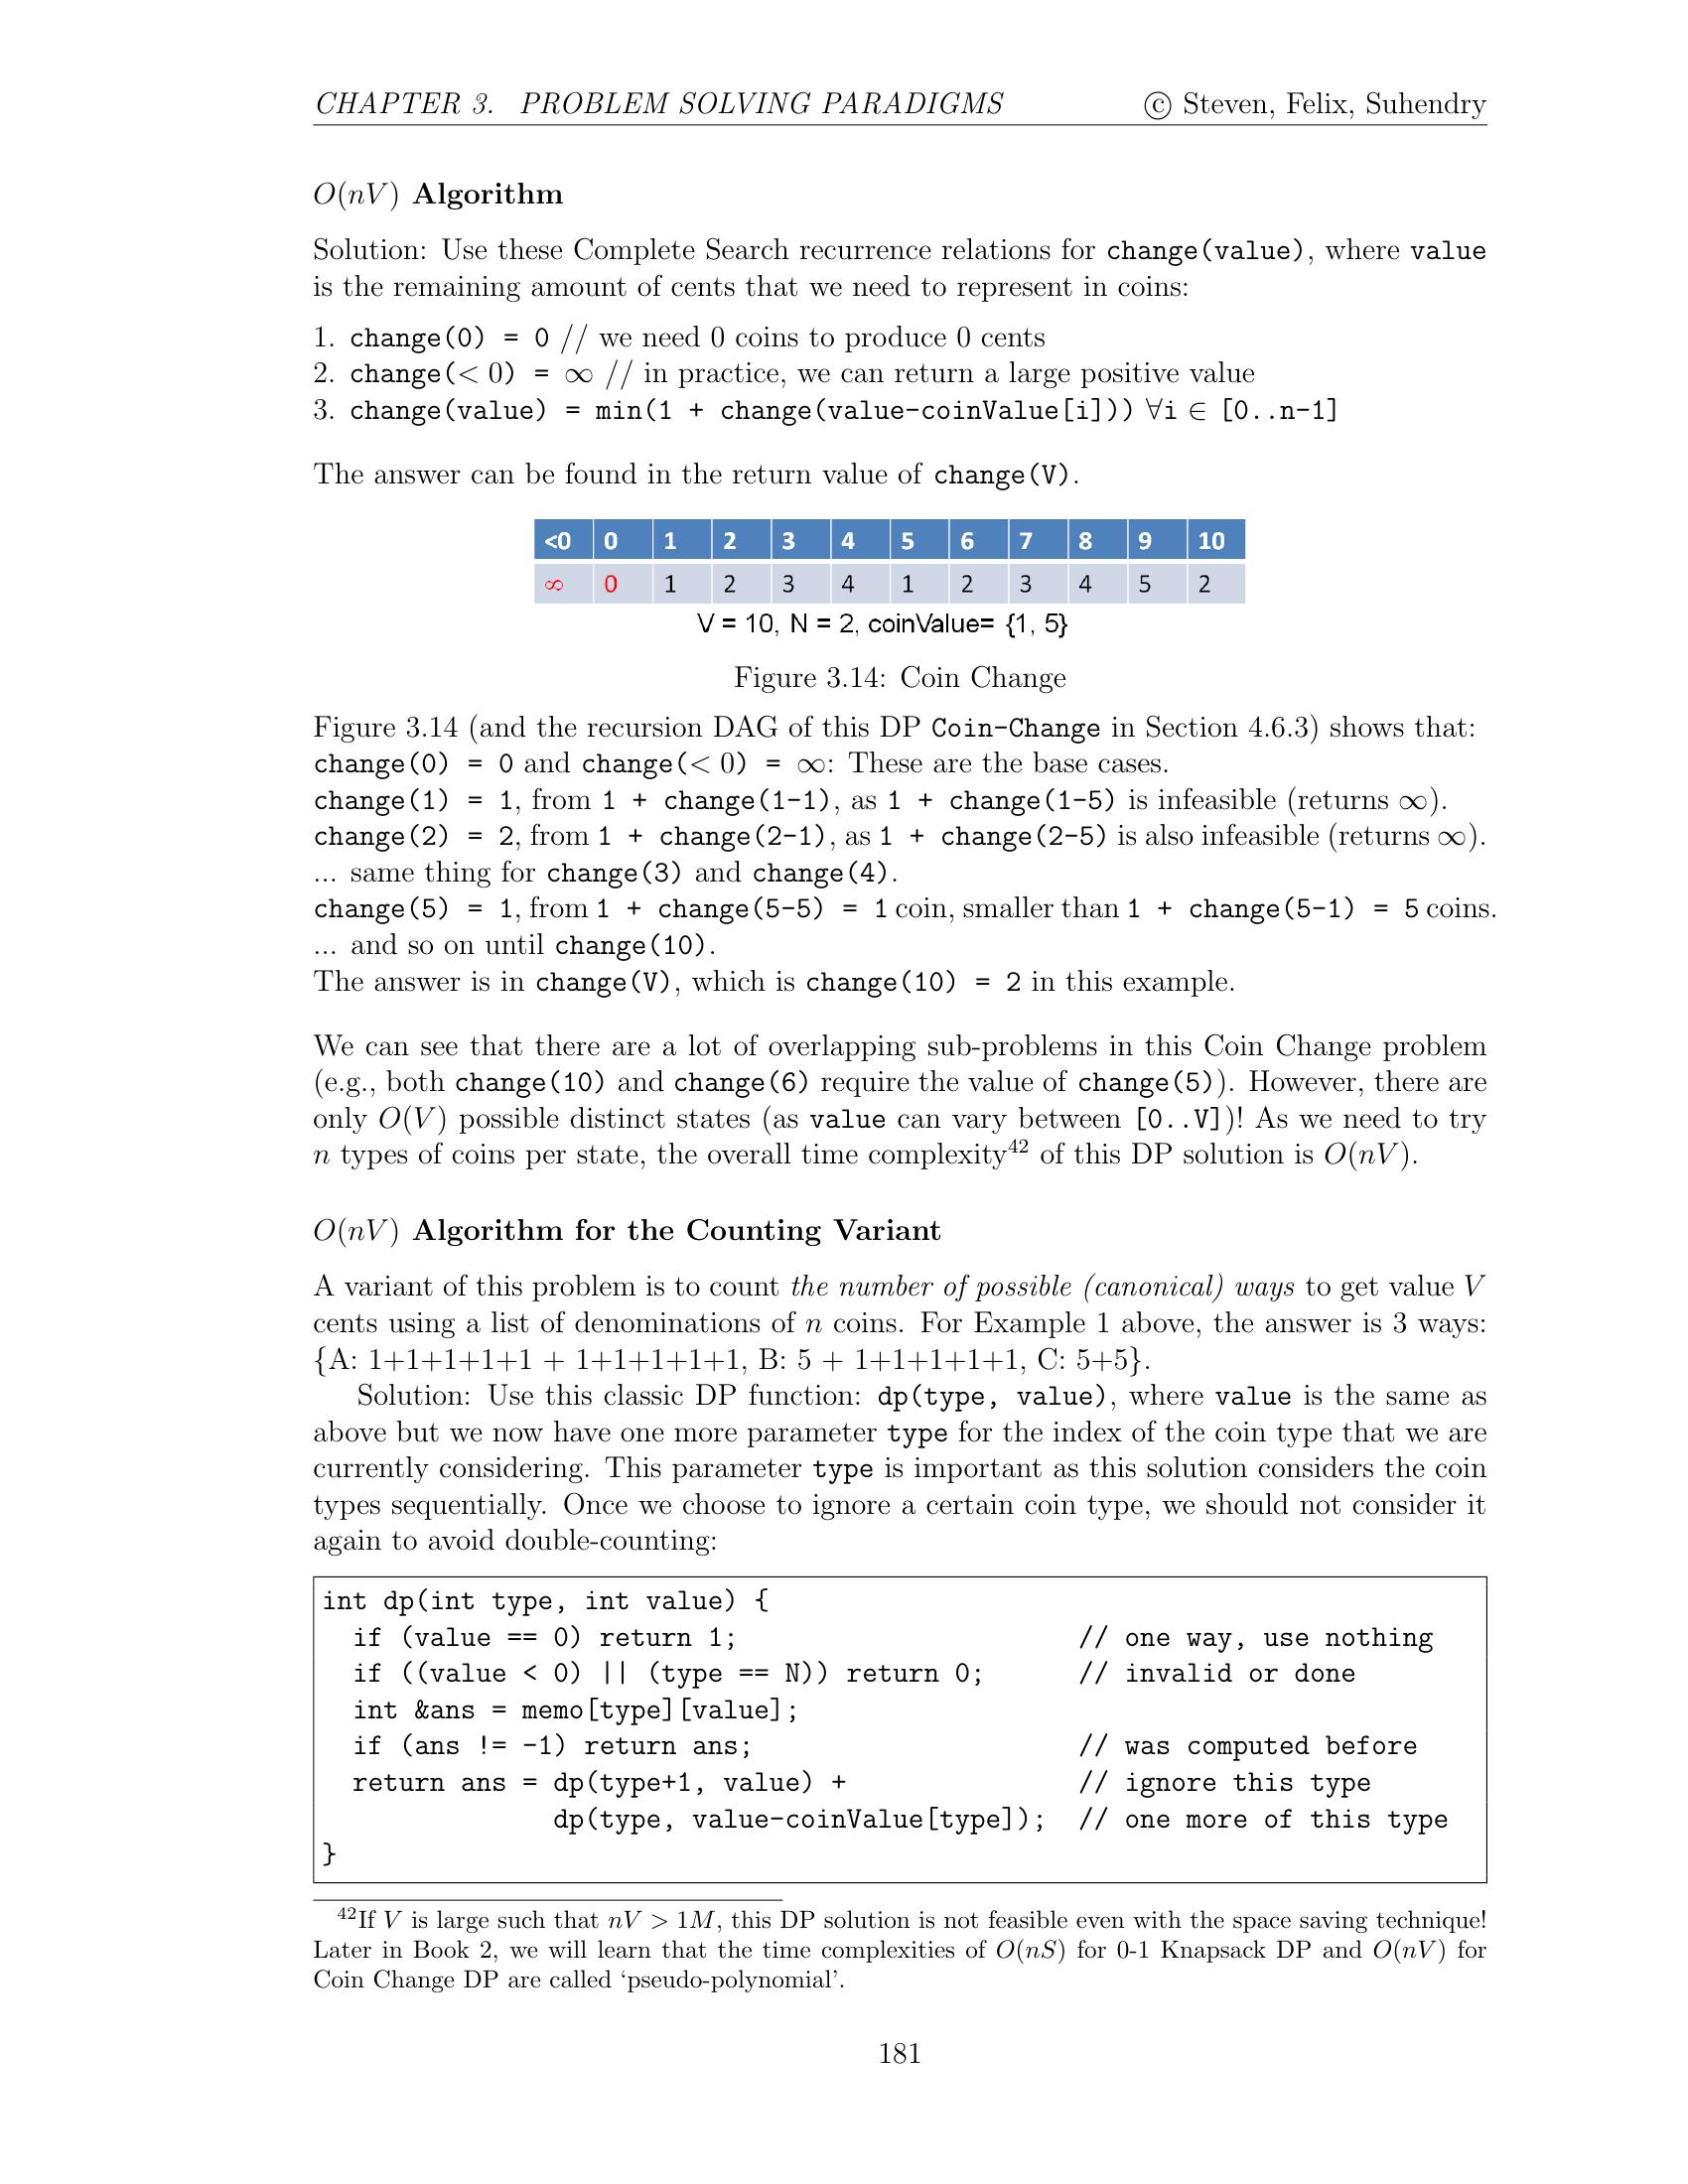 CHAPTER 3. PROBLEM SOLVING PARADIGMS © Steven, Felix, Suhendry
O(nV) Algorithm
Solution: Use these Complete Search recurrence relations for change(value), where value
is the remaining amount of cents that we need to represent in coins:
1. change(0) = 0 // we need 0 coins to produce 0 cents
2. change(< 0) = ∞ // in practice, we can return a large positive value
3. change(value) = min(1 + change(value-coinValue[i])) ∀i ∈ [0..n-1]
The answer can be found in the return value of change(V).
<0 0 1 2 3 4 5 6 7 8 9 10
∞ 0 1 2 3 4 1 2 3 4 5 2
V = 10, N = 2, coinValue= {1, 5}
Figure 3.14: Coin Change
Figure 3.14 (and the recursion DAG of this DP Coin-Change in Section 4.6.3) shows that:
change(0) = 0 and change(< 0) = ∞: These are the base cases.
change(1) = 1, from 1 + change(1-1), as 1 + change(1-5) is infeasible (returns ∞).
change(2) = 2, from 1 + change(2-1), as 1 + change(2-5) is also infeasible (returns ∞).
... same thing for change(3) and change(4).
change(5) = 1, from 1 + change(5-5) = 1 coin, smaller than 1 + change(5-1) = 5 coins.
... and so on until change(10).
The answer is in change(V), which is change(10) = 2 in this example.
We can see that there are a lot of overlapping sub-problems in this Coin Change problem
(e.g., both change(10) and change(6) require the value of change(5)). However, there are
only O(V) possible distinct states (as value can vary between [0..V])! As we need to try
n types of coins per state, the overall time complexity⁴² of this DP solution is O(nV).
O(nV) Algorithm for the Counting Variant
A variant of this problem is to count the number of possible (canonical) ways to get value V
cents using a list of denominations of n coins. For Example 1 above, the answer is 3 ways:
{A: 1+1+1+1+1 + 1+1+1+1+1, B: 5 + 1+1+1+1+1, C: 5+5}.
Solution: Use this classic DP function: dp(type, value), where value is the same as
above but we now have one more parameter type for the index of the coin type that we are
currently considering. This parameter type is important as this solution considers the coin
types sequentially. Once we choose to ignore a certain coin type, we should not consider it
again to avoid double-counting:
int dp(int type, int value) {
if (value == 0) return 1; // one way, use nothing
if ((value < 0) || (type == N)) return 0; // invalid or done
int &ans = memo[type][value];
if (ans != -1) return ans; // was computed before
return ans = dp(type+1, value) + // ignore this type
dp(type, value-coinValue[type]); // one more of this type
}
⁴²If V is large such that nV > 1M, this DP solution is not feasible even with the space saving technique!
Later in Book 2, we will learn that the time complexities of O(nS) for 0-1 Knapsack DP and O(nV) for
Coin Change DP are called ‘pseudo-polynomial’.
181